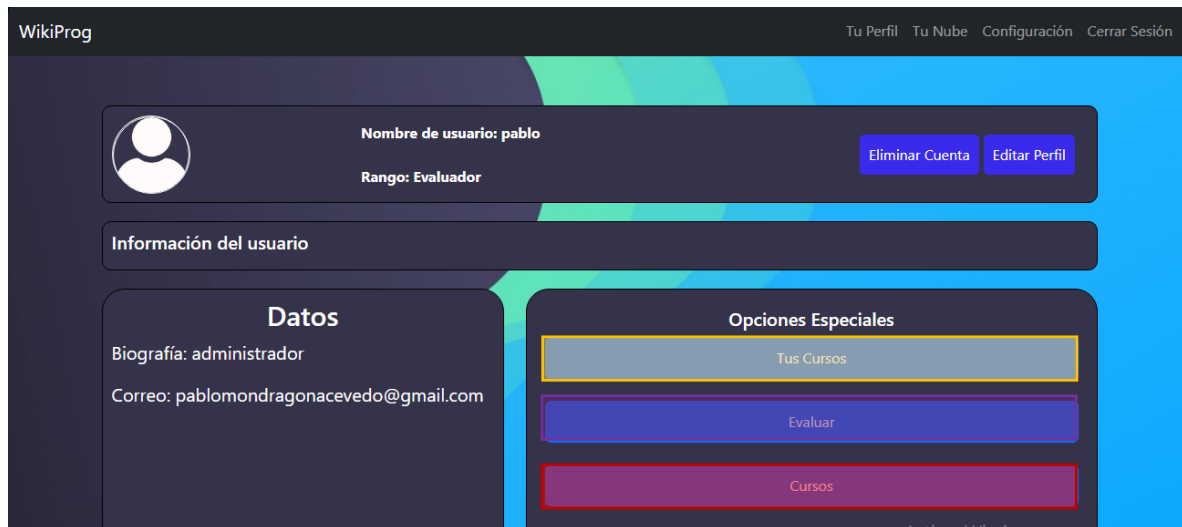 WikiProg
Tu Perfil Tu Nube Configuración Cerrar Sesión
Nombre de usuario: pablo
Rango: Evaluador
Eliminar Cuenta Editar Perfil
Información del usuario
Datos
Biografía: administrador
Correo: pablomondragonacevedo@gmail.com
Opciones Especiales
Tus Cursos
Evaluar
Cursos